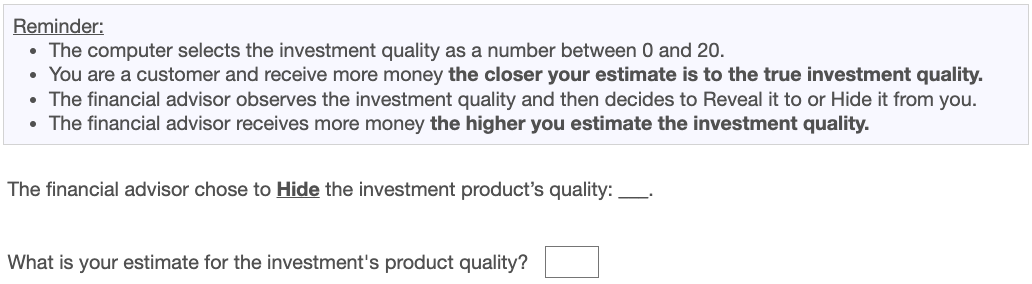 Reminder:
• The computer selects the investment quality as a number between 0 and 20.
• You are a customer and receive more money the closer your estimate is to the true investment quality.
• The financial advisor observes the investment quality and then decides to Reveal it to or Hide it from you.
• The financial advisor receives more money the higher you estimate the investment quality.
The financial advisor chose to Hide the investment product’s quality: ___.
What is your estimate for the investment's product quality?